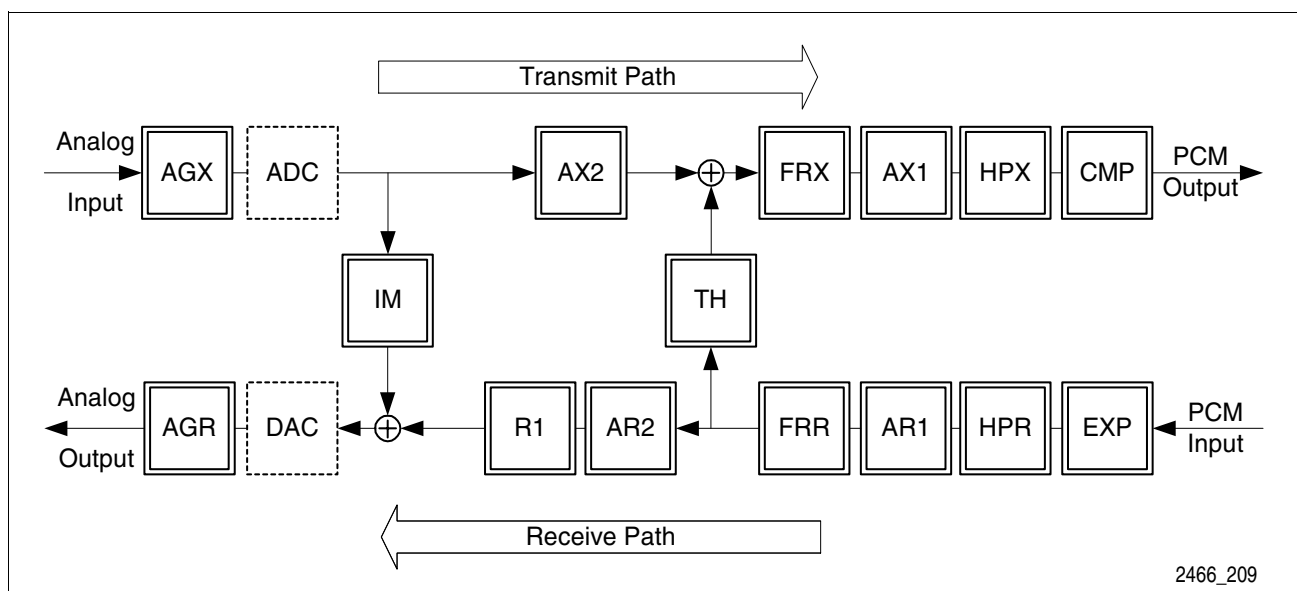 Transmit Path
Analog
Input
AGX
ADC
AX2
FRX
AX1
HPX
CMP
PCM
Output
IM
TH
Analog
Output
AGR
DAC
R1
AR2
FRR
AR1
HPR
EXP
PCM
Input
Receive Path
2466_209